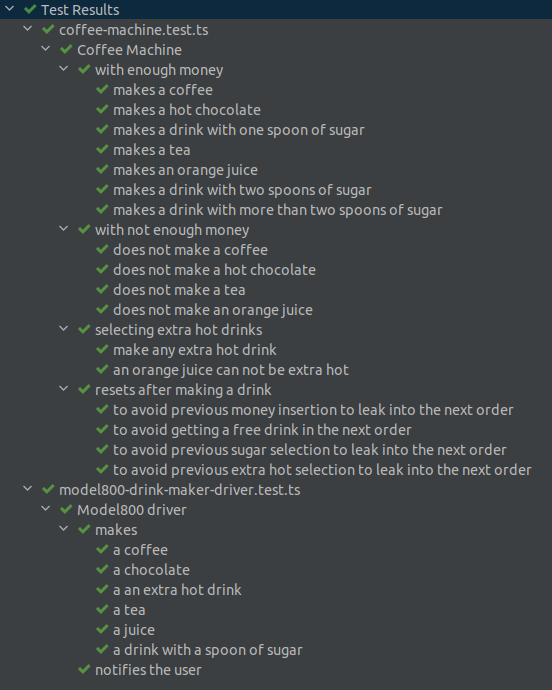 Test Results
coffee-machine.test.ts
Coffee Machine
with enough money
makes a coffee
makes a hot chocolate
makes a drink with one spoon of sugar
makes a tea
makes an orange juice
makes a drink with two spoons of sugar
makes a drink with more than two spoons of sugar
with not enough money
does not make a coffee
does not make a hot chocolate
does not make a tea
does not make an orange juice
selecting extra hot drinks
make any extra hot drink
an orange juice can not be extra hot
resets after making a drink
to avoid previous money insertion to leak into the next order
to avoid getting a free drink in the next order
to avoid previous sugar selection to leak into the next order
to avoid previous extra hot selection to leak into the next order
model800-drink-maker-driver.test.ts
Model800 driver
makes
a coffee
a chocolate
a an extra hot drink
a tea
a juice
a drink with a spoon of sugar
notifies the user